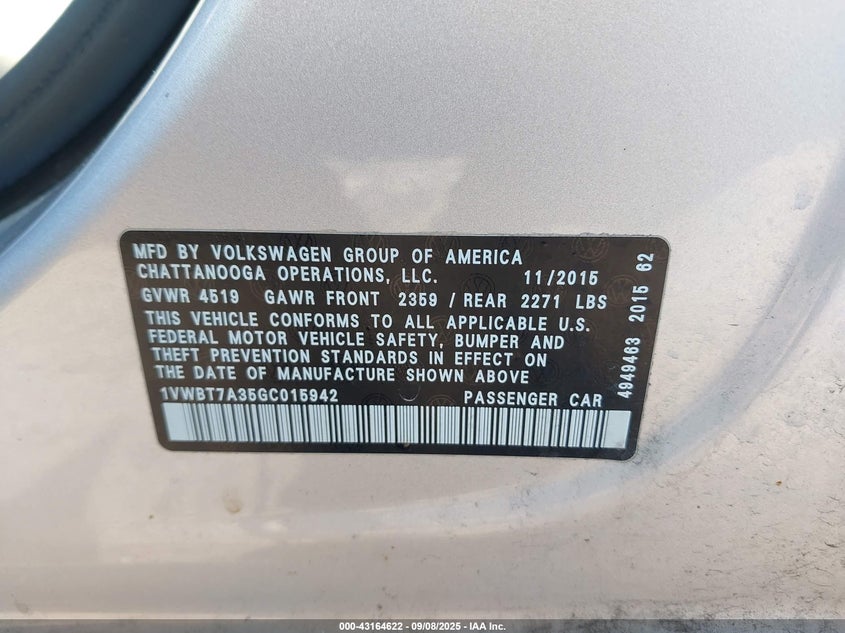 MFD BY VOLKSWAGEN GROUP OF AMERICA
CHATTANOOGA OPERATIONS, LLC. 11/2015
GVWR 4519 GAWR FRONT 2359 / REAR 2271 LBS
THIS VEHICLE CONFORMS TO ALL APPLICABLE U.S.
FEDERAL MOTOR VEHICLE SAFETY, BUMPER AND
THEFT PREVENTION STANDARDS IN EFFECT ON
THE DATE OF MANUFACTURE SHOWN ABOVE
1VWBT7A35GC015942 PASSENGER CAR
4949463 2015 62
000-43164622 - 09/08/2025 - IAA Inc.